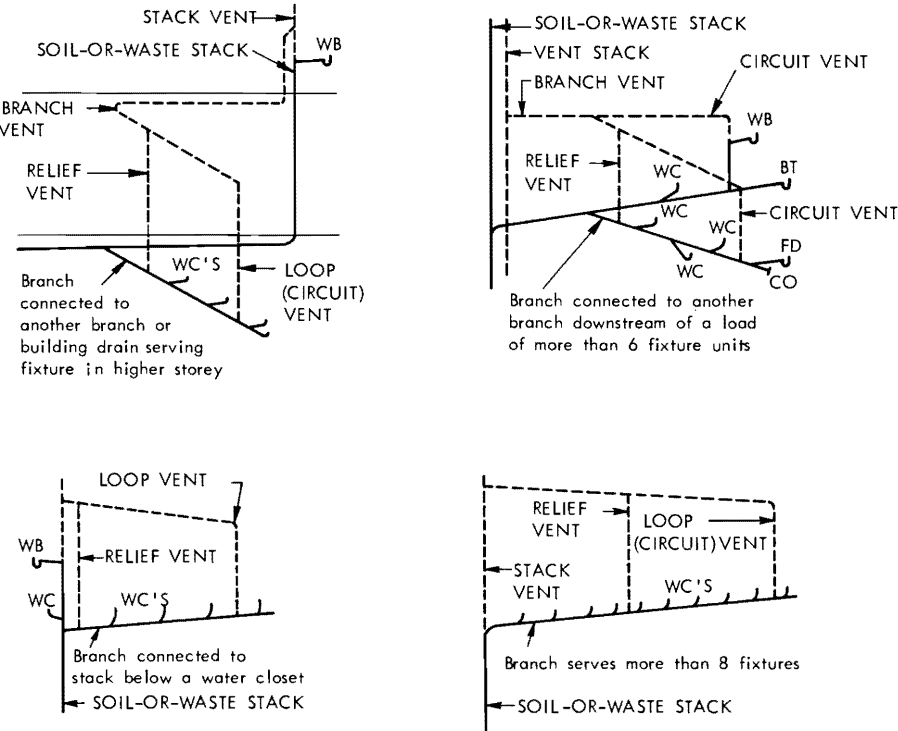 STACK VENT
SOIL-OR-WASTE STACK
WB
BRANCH
VENT
RELIEF
VENT
WC'S
LOOP
(CIRCUIT)
VENT
Branch
connected to
another branch or
building drain serving
fixture in higher storey
SOIL-OR-WASTE STACK
VENT STACK
BRANCH VENT
CIRCUIT VENT
WB
RELIEF
VENT
WC
BT
WC
CIRCUIT VENT
WC
WC
FD
CO
Branch connected to another
branch downstream of a load
of more than 6 fixture units
LOOP VENT
WB
RELIEF VENT
WC
WC'S
Branch connected to
stack below a water closet
SOIL-OR-WASTE STACK
RELIEF
VENT
LOOP
(CIRCUIT) VENT
STACK
VENT
WC'S
Branch serves more than 8 fixtures
SOIL-OR-WASTE STACK